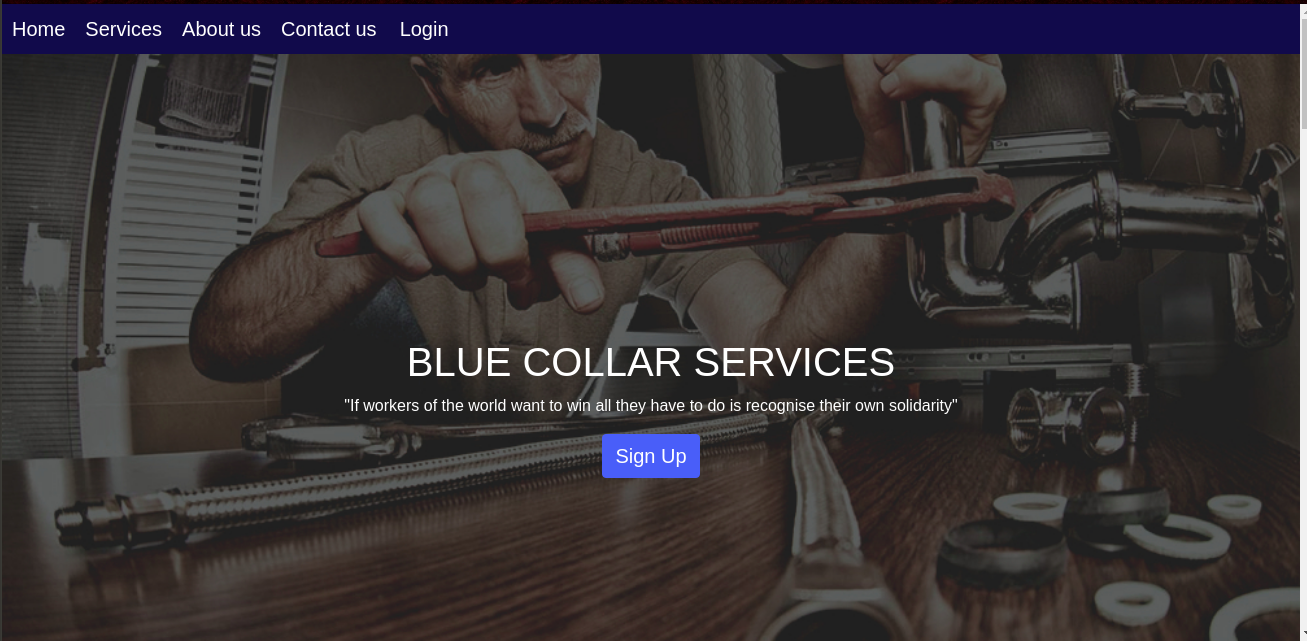 Home Services About us Contact us Login
BLUE COLLAR SERVICES
"If workers of the world want to win all they have to do is recognise their own solidarity"
Sign Up